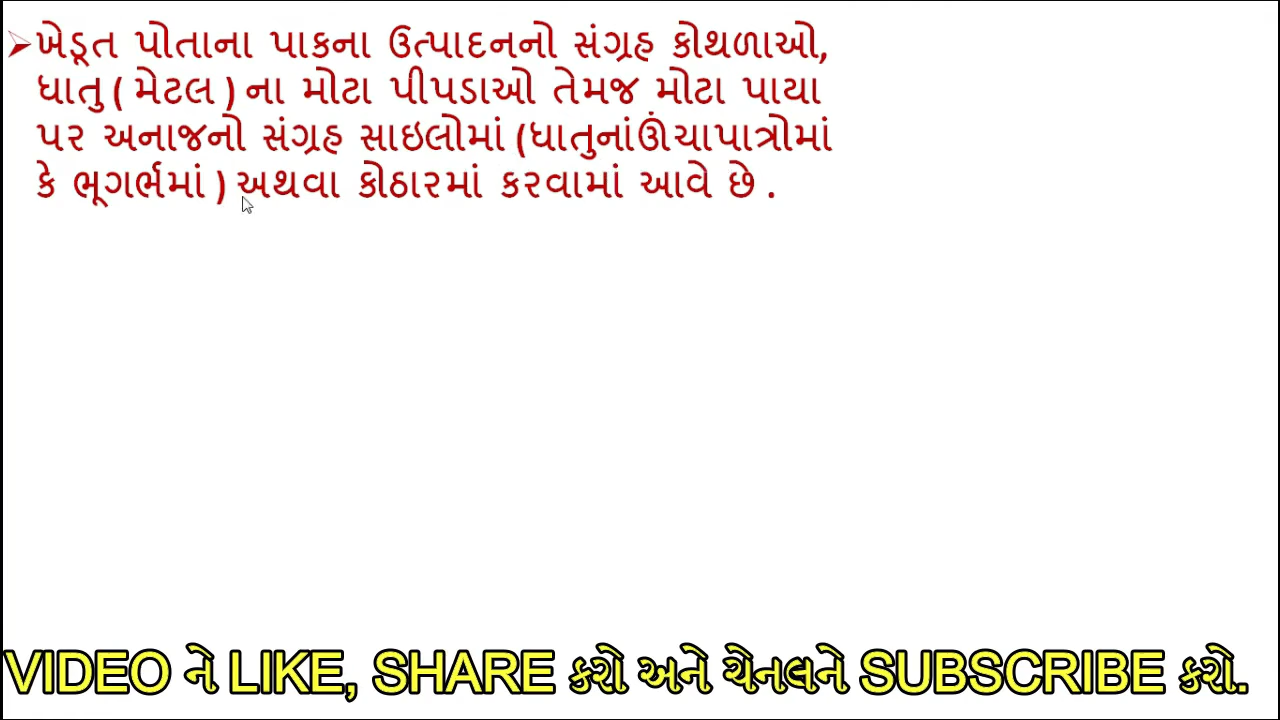 ખેડૂત પોતાના પાકના ઉત્પાદનનો સંગ્રહ કોથળાઓ,
ધાતુ ( મેટલ ) ના મોટા પીપડાઓ તેમજ મોટા પાયા
પર અનાજનો સંગ્રહ સાઇલોમાં (ધાતુનાંઊંચાપાત્રોમાં
કે ભૂગર્ભમાં ) અથવા કોઠારમાં કરવામાં આવે છે .
VIDEO ને LIKE, SHARE કરો અને ચેનલને SUBSCRIBE કરો.